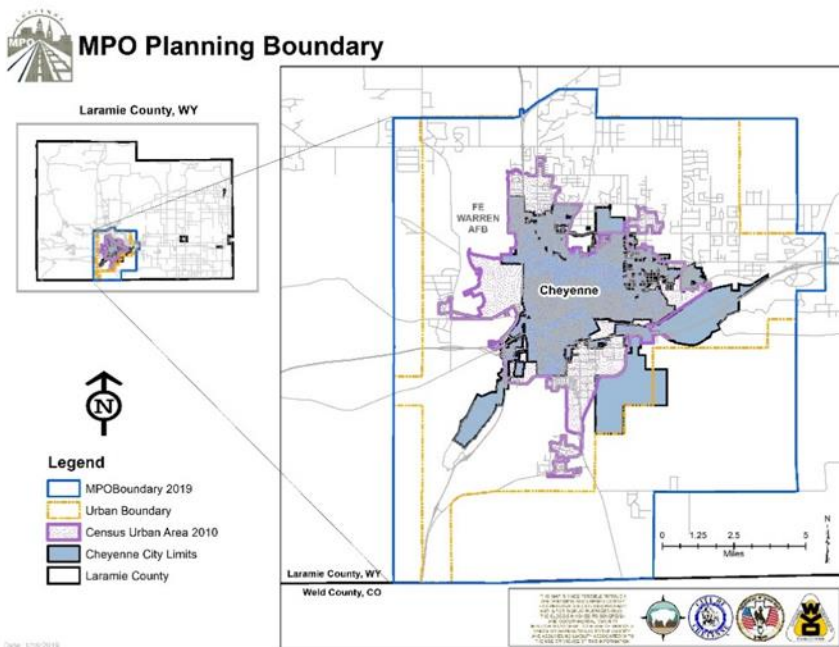 MPO
MPO Planning Boundary
Laramie County, WY
FE
WARREN
AFB
Cheyenne
N
Legend
MPOBoundary 2019
Urban Boundary
Census Urban Area 2010
Cheyenne City Limits
Laramie County
N
0 1.25 2.5 5
Miles
Laramie County, WY
Weld County, CO